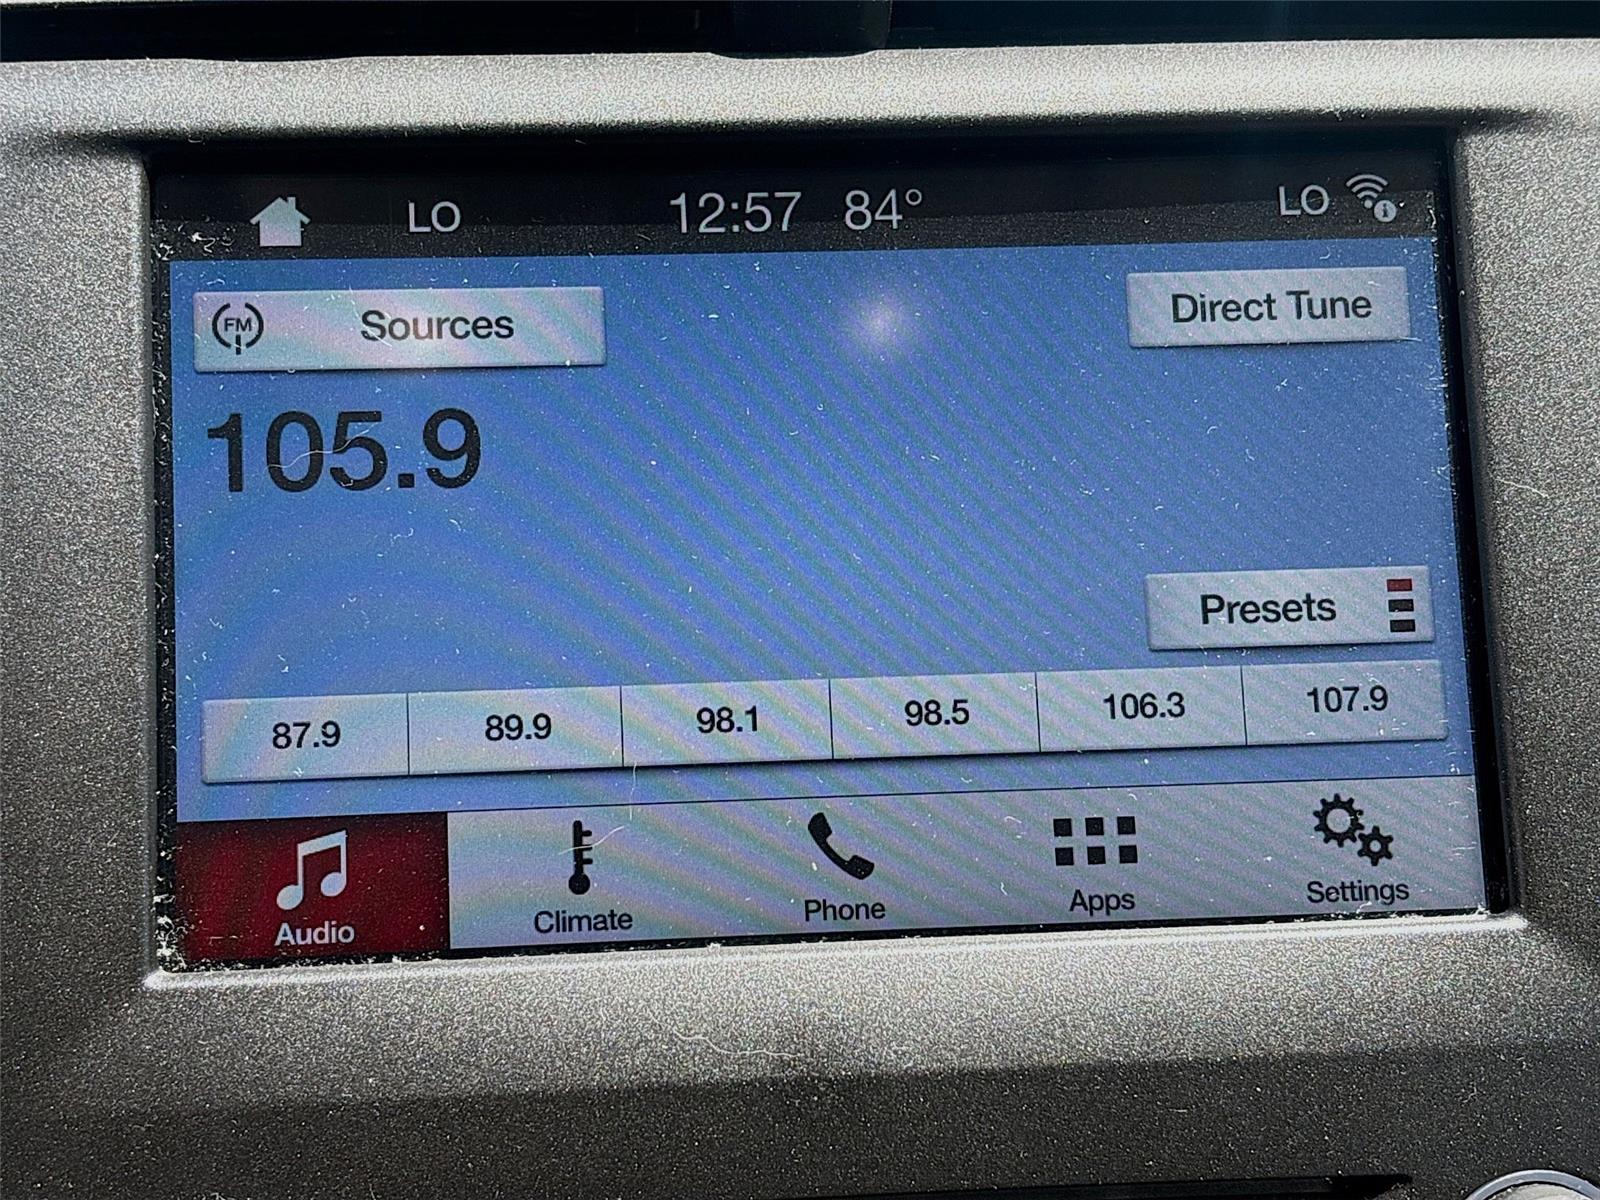 LO 12:57 84° LO
FM Sources Direct Tune
105.9
Presets
87.9 89.9 98.1 98.5 106.3 107.9
Audio Climate Phone Apps Settings